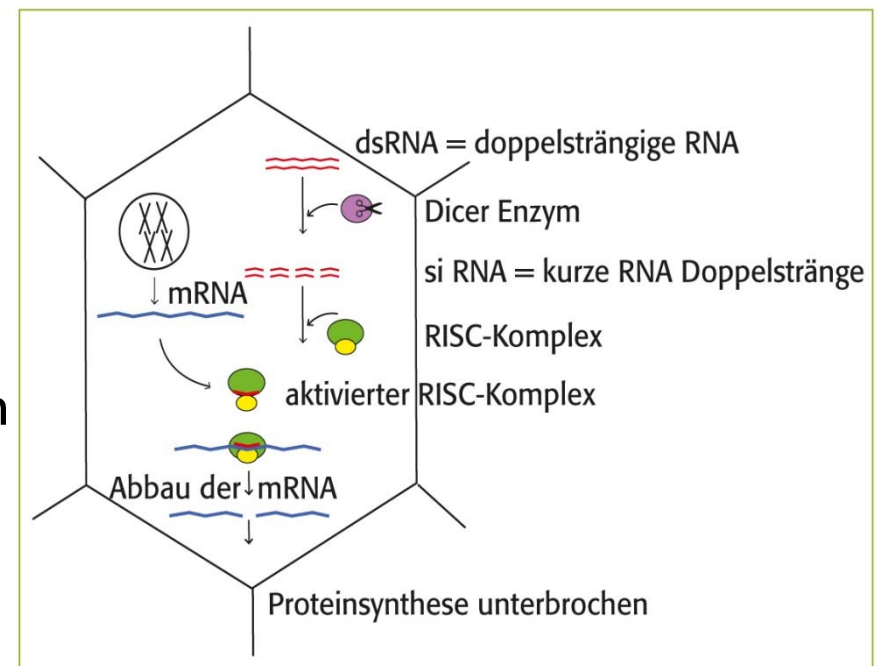 dsRNA = doppelsträngige RNA
Dicer Enzym
si RNA = kurze RNA Doppelstränge
mRNA
RISC-Komplex
aktivierter RISC-Komplex
n
Abbau der mRNA
Proteinsynthese unterbrochen